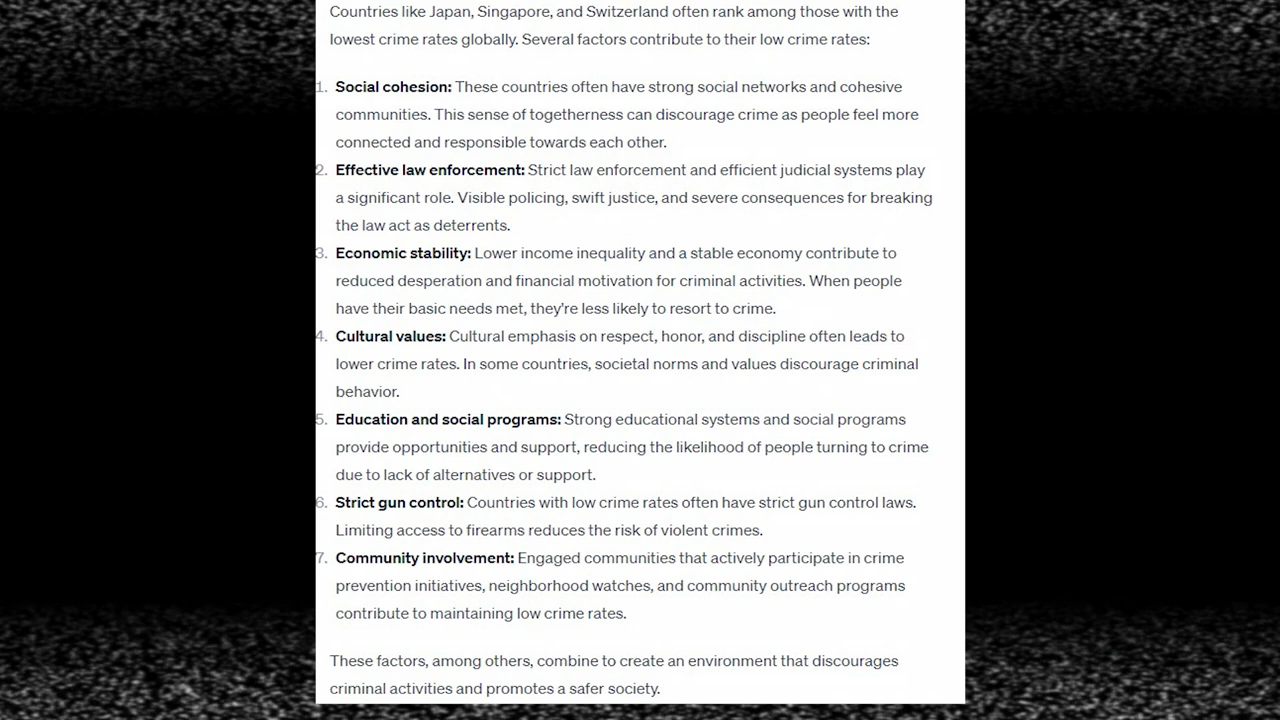 Countries like Japan, Singapore, and Switzerland often rank among those with the
lowest crime rates globally. Several factors contribute to their low crime rates:
1. Social cohesion: These countries often have strong social networks and cohesive
communities. This sense of togetherness can discourage crime as people feel more
connected and responsible towards each other.
2. Effective law enforcement: Strict law enforcement and efficient judicial systems play
a significant role. Visible policing, swift justice, and severe consequences for breaking
the law act as deterrents.
3. Economic stability: Lower income inequality and a stable economy contribute to
reduced desperation and financial motivation for criminal activities. When people
have their basic needs met, they're less likely to resort to crime.
4. Cultural values: Cultural emphasis on respect, honor, and discipline often leads to
lower crime rates. In some countries, societal norms and values discourage criminal
behavior.
5. Education and social programs: Strong educational systems and social programs
provide opportunities and support, reducing the likelihood of people turning to crime
due to lack of alternatives or support.
6. Strict gun control: Countries with low crime rates often have strict gun control laws.
Limiting access to firearms reduces the risk of violent crimes.
7. Community involvement: Engaged communities that actively participate in crime
prevention initiatives, neighborhood watches, and community outreach programs
contribute to maintaining low crime rates.
These factors, among others, combine to create an environment that discourages
criminal activities and promotes a safer society.